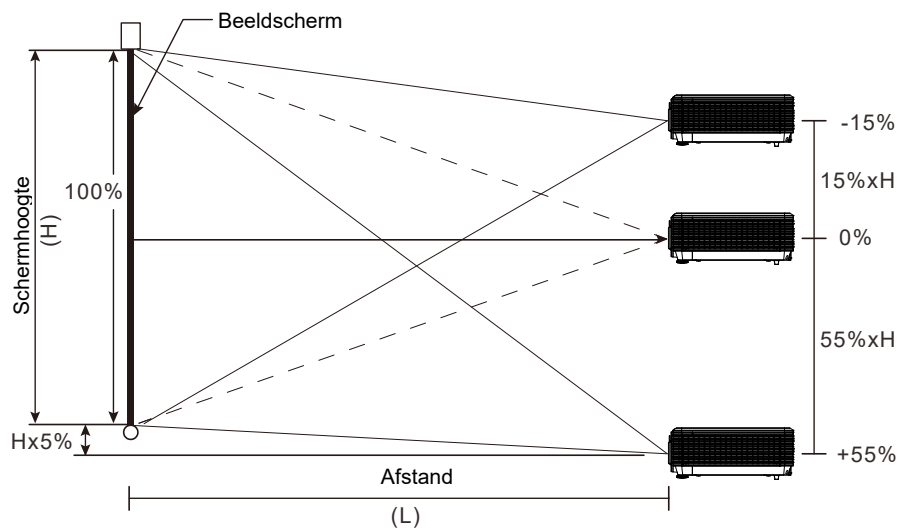 Beeldscherm
-15%
15%xH
100%
Schermhoogte
(H)
0%
55%xH
Hx5%
+55%
Afstand
(L)